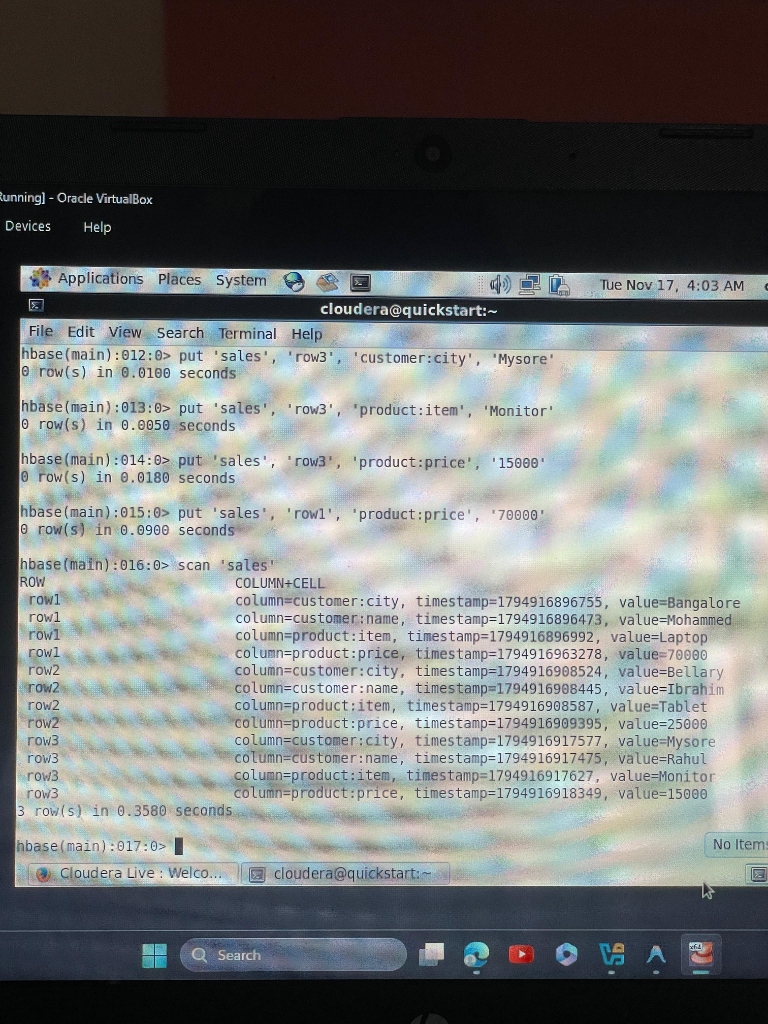 Running] - Oracle VirtualBox
Devices Help
Applications Places System Tue Nov 17, 4:03 AM
cloudera@quickstart:~
File Edit View Search Terminal Help
hbase(main):012:0> put 'sales', 'row3', 'customer:city', 'Mysore'
0 row(s) in 0.0100 seconds
hbase(main):013:0> put 'sales', 'row3', 'product:item', 'Monitor'
0 row(s) in 0.0050 seconds
hbase(main):014:0> put 'sales', 'row3', 'product:price', '15000'
0 row(s) in 0.0180 seconds
hbase(main):015:0> put 'sales', 'row1', 'product:price', '70000'
0 row(s) in 0.0900 seconds
hbase(main):016:0> scan 'sales'
ROW COLUMN+CELL
row1 column=customer:city, timestamp=1794916896755, value=Bangalore
row1 column=customer:name, timestamp=1794916896473, value=Mohammed
row1 column=product:item, timestamp=1794916896992, value=Laptop
row1 column=product:price, timestamp=1794916963278, value=70000
row2 column=customer:city, timestamp=1794916908524, value=Bellary
row2 column=customer:name, timestamp=1794916908445, value=Ibrahim
row2 column=product:item, timestamp=1794916908587, value=Tablet
row2 column=product:price, timestamp=1794916909395, value=25000
row3 column=customer:city, timestamp=1794916917577, value=Mysore
row3 column=customer:name, timestamp=1794916917475, value=Rahul
row3 column=product:item, timestamp=1794916917627, value=Monitor
row3 column=product:price, timestamp=1794916918349, value=15000
3 row(s) in 0.3580 seconds
hbase(main):017:0>
No Items
Cloudera Live : Welco... cloudera@quickstart:~
Search
x64